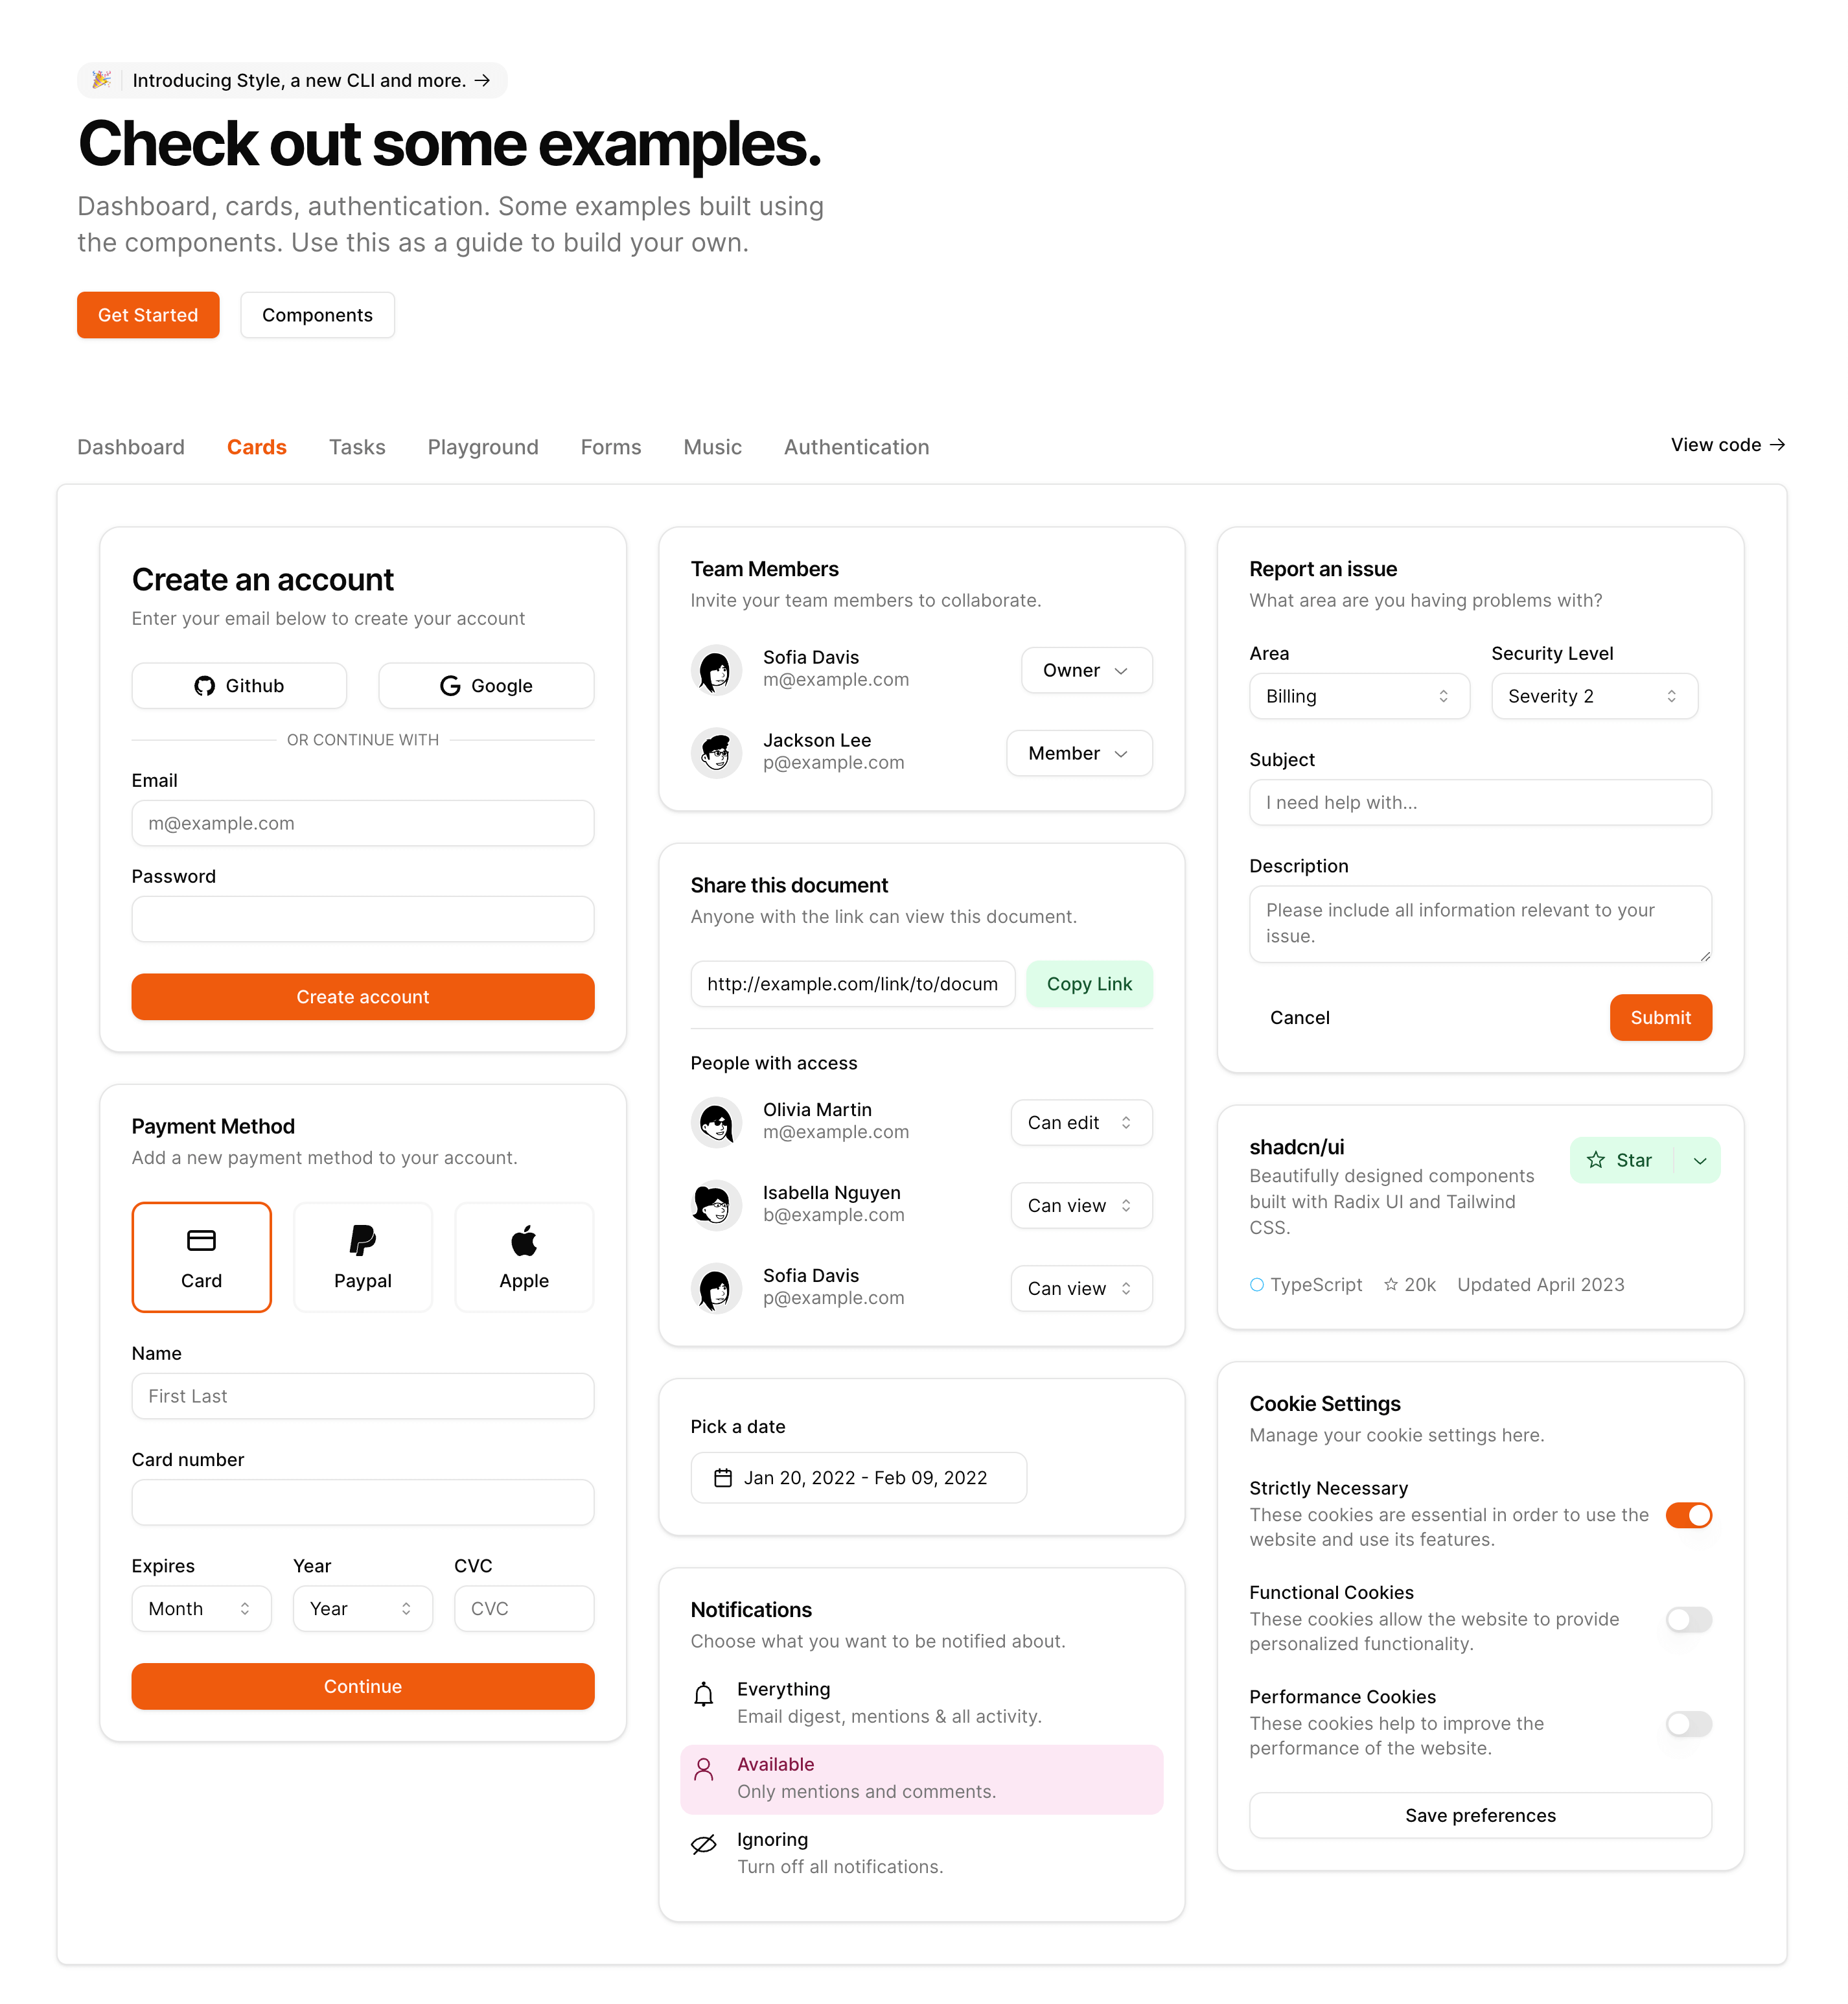 Introducing Style, a new CLI and more. →
Check out some examples.
Dashboard, cards, authentication. Some examples built using
the components. Use this as a guide to build your own.
Get Started
Components
Dashboard
Cards
Tasks
Playground
Forms
Music
Authentication
View code →
Create an account
Enter your email below to create your account
Github
Google
OR CONTINUE WITH
Email
m@example.com
Password
Create account
Payment Method
Add a new payment method to your account.
Card
Paypal
Apple
Name
First Last
Card number
Expires
Year
CVC
Month
Year
CVC
Continue
Team Members
Invite your team members to collaborate.
Sofia Davis
m@example.com
Owner
Jackson Lee
p@example.com
Member
Share this document
Anyone with the link can view this document.
http://example.com/link/to/docum
Copy Link
People with access
Olivia Martin
m@example.com
Can edit
Isabella Nguyen
b@example.com
Can view
Sofia Davis
p@example.com
Can view
Pick a date
Jan 20, 2022 - Feb 09, 2022
Notifications
Choose what you want to be notified about.
Everything
Email digest, mentions & all activity.
Available
Only mentions and comments.
Ignoring
Turn off all notifications.
Report an issue
What area are you having problems with?
Area
Security Level
Billing
Severity 2
Subject
I need help with...
Description
Please include all information relevant to your
issue.
Cancel
Submit
shadcn/ui
Beautifully designed components
built with Radix UI and Tailwind
CSS.
Star
TypeScript
20k
Updated April 2023
Cookie Settings
Manage your cookie settings here.
Strictly Necessary
These cookies are essential in order to use the
website and use its features.
Functional Cookies
These cookies allow the website to provide
personalized functionality.
Performance Cookies
These cookies help to improve the
performance of the website.
Save preferences